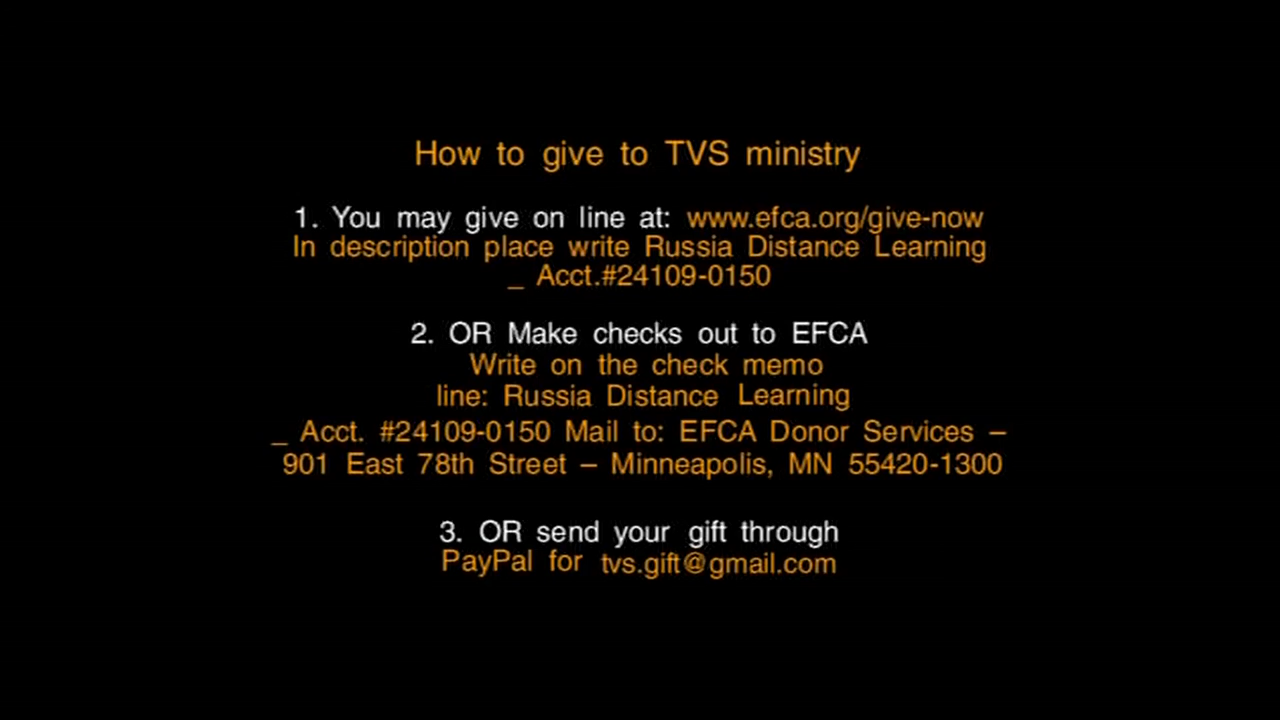 How to give to TVS ministry
1. You may give on line at: www.efca.org/give-now
In description place write Russia Distance Learning
_ Acct.#24109-0150
2. OR Make checks out to EFCA
Write on the check memo
line: Russia Distance Learning
_ Acct. #24109-0150 Mail to: EFCA Donor Services –
901 East 78th Street – Minneapolis, MN 55420-1300
3. OR send your gift through
PayPal for tvs.gift@gmail.com